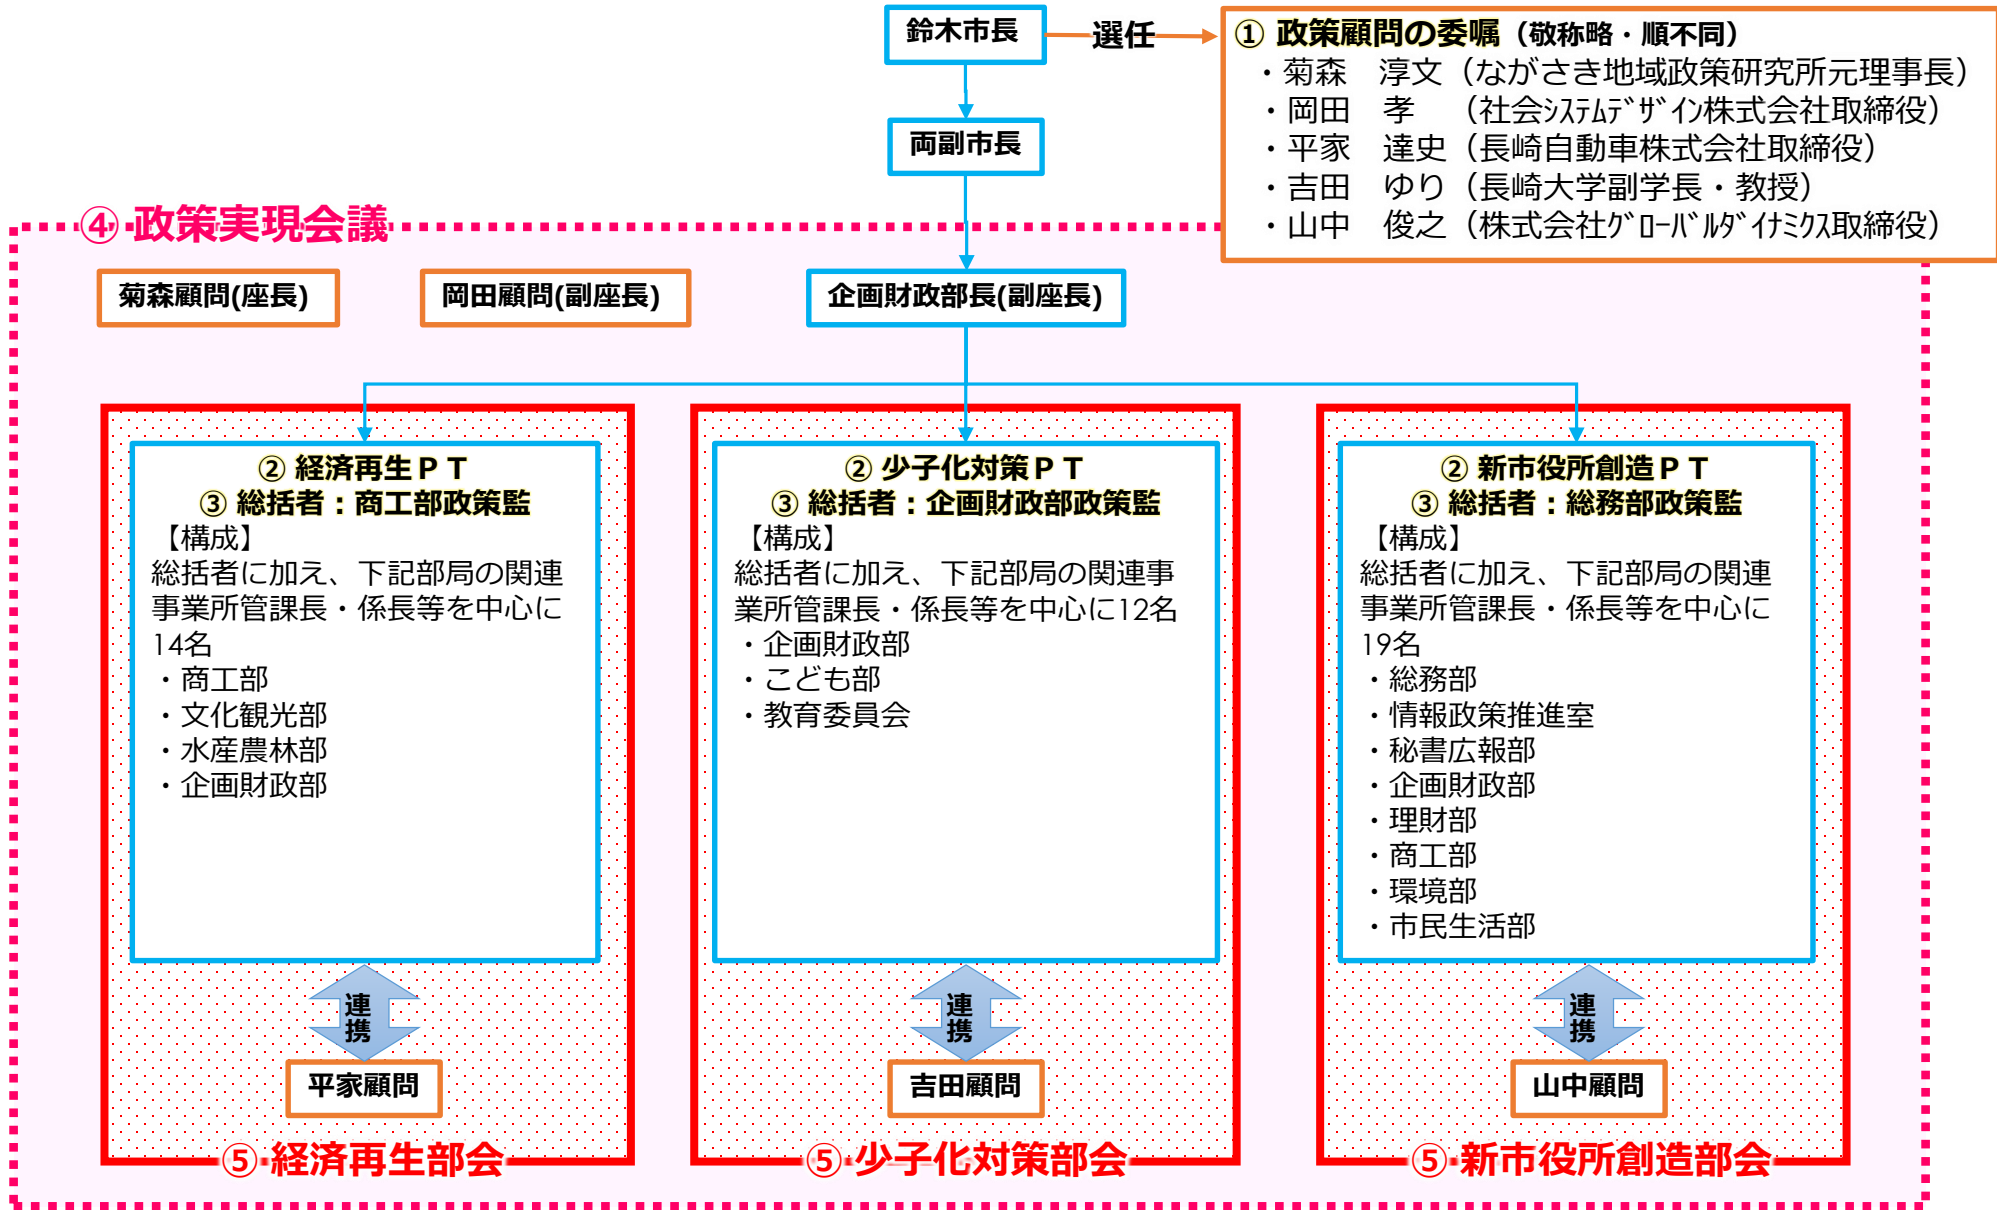 鈴木市長
選任
① 政策顧問の委嘱（敬称略・順不同）
・菊森　淳文（ながさき地域政策研究所元理事長）
・岡田　孝　（社会ｼｽﾃﾑﾃﾞｻﾞｲﾝ株式会社取締役）
・平家　達史（長崎自動車株式会社取締役）
・吉田　ゆり（長崎大学副学長・教授）
・山中　俊之（株式会社ｸﾞﾛｰﾊﾞﾙﾀﾞｲﾅﾐｸｽ取締役）
両副市長
④ 政策実現会議
菊森顧問(座長)
岡田顧問(副座長)
企画財政部長(副座長)
② 経済再生ＰＴ
③ 総括者：商工部政策監
【構成】
総括者に加え、下記部局の関連
事業所管課長・係長等を中心に
14名
・商工部
・文化観光部
・水産農林部
・企画財政部
連携
平家顧問
⑤ 経済再生部会
② 少子化対策ＰＴ
③ 総括者：企画財政部政策監
【構成】
総括者に加え、下記部局の関連事
業所管課長・係長等を中心に12名
・企画財政部
・こども部
・教育委員会
連携
吉田顧問
⑤ 少子化対策部会
② 新市役所創造ＰＴ
③ 総括者：総務部政策監
【構成】
総括者に加え、下記部局の関連
事業所管課長・係長等を中心に
19名
・総務部
・情報政策推進室
・秘書広報部
・企画財政部
・理財部
・商工部
・環境部
・市民生活部
連携
山中顧問
⑤ 新市役所創造部会